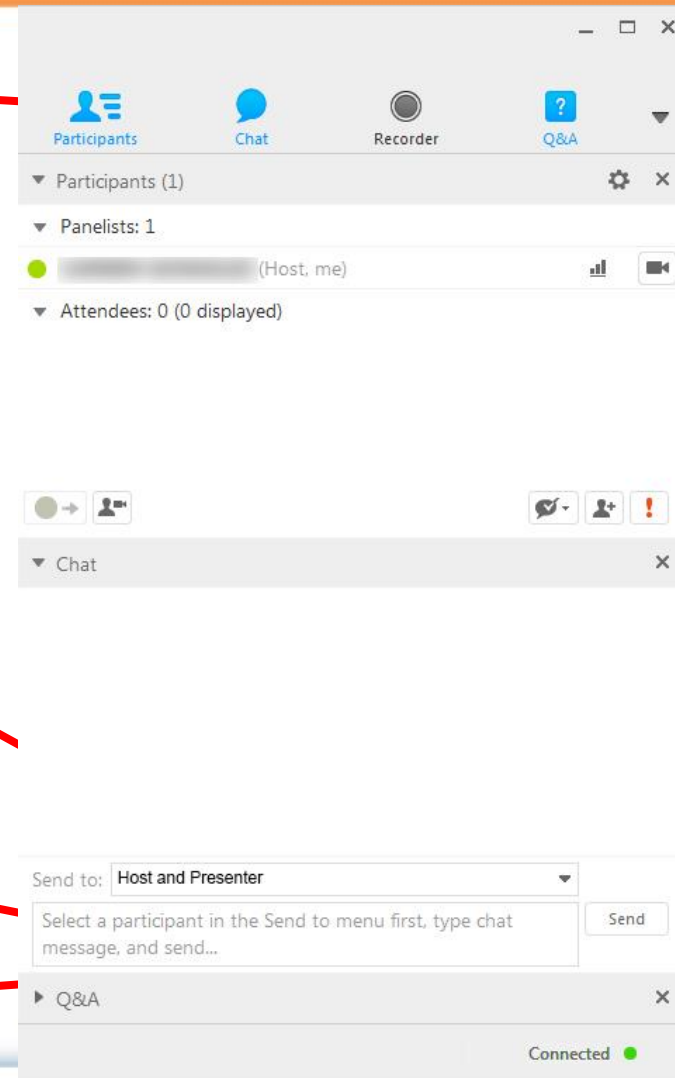 Participants Chat Recorder Q&A
Participants (1)
Panelists: 1
(Host, me)
Attendees: 0 (0 displayed)
Chat
Send to: Host and Presenter
Select a participant in the Send to menu first, type chat
message, and send...
Send
Q&A
Connected